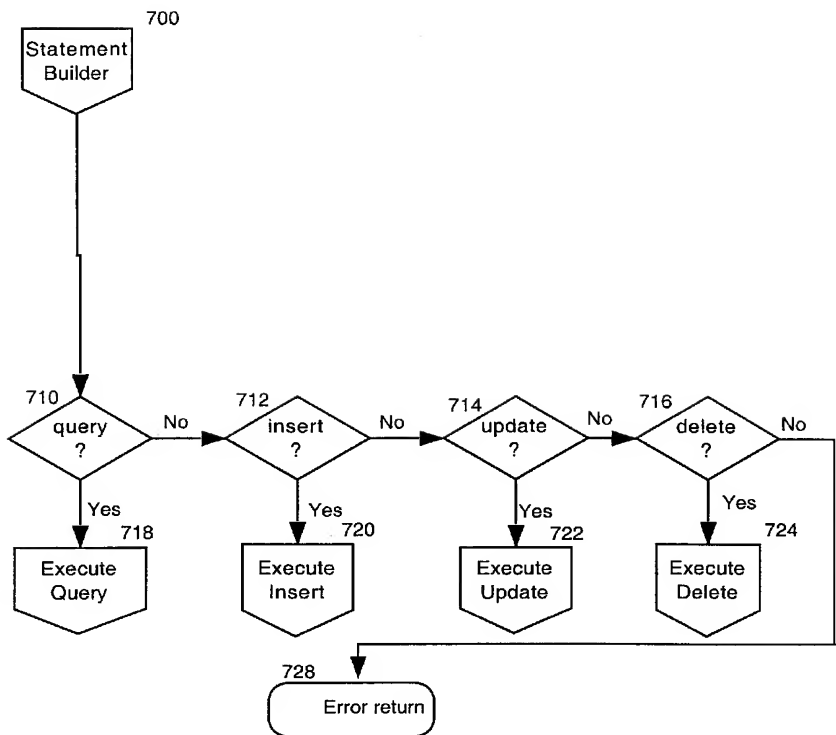 700
Statement
Builder
710
query
?
No
712
insert
?
No
714
update
?
No
716
delete
?
No
Yes
718
Execute
Query
Yes
720
Execute
Insert
Yes
722
Execute
Update
Yes
724
Execute
Delete
728
Error return